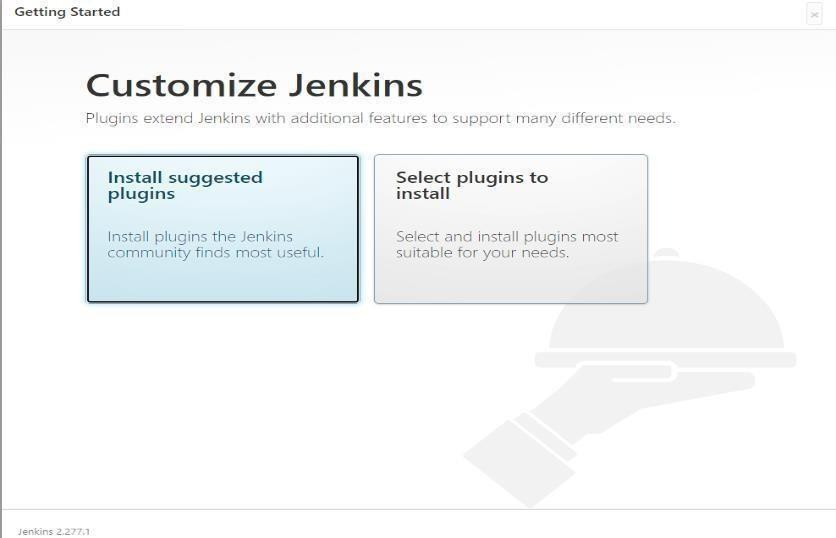 Getting Started
×
Customize Jenkins
Plugins extend Jenkins with additional features to support many different needs.
Install suggested
plugins
Install plugins the Jenkins
community finds most useful.
Select plugins to
install
Select and install plugins most
suitable for your needs.
Jenkins 2.277.1